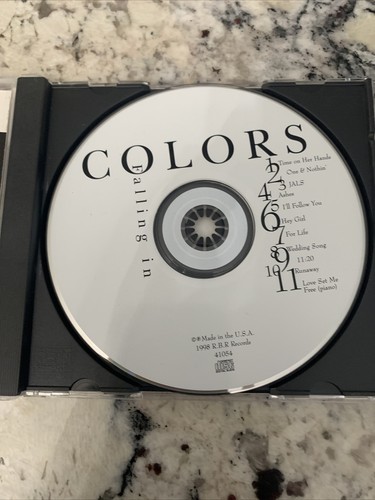 COLORS
Falling in
1 Time on Her Hands
2 One & Nothin'
3 JALS
4 Ashes
5 I'll Follow You
6 Hey Girl
7 For Life
8 Wedding Song
9 11:20
10 Runaway
11 Love Set Me
Free (piano)
©℗Made in the U.S.A.
1998 R.B.R Records
41054